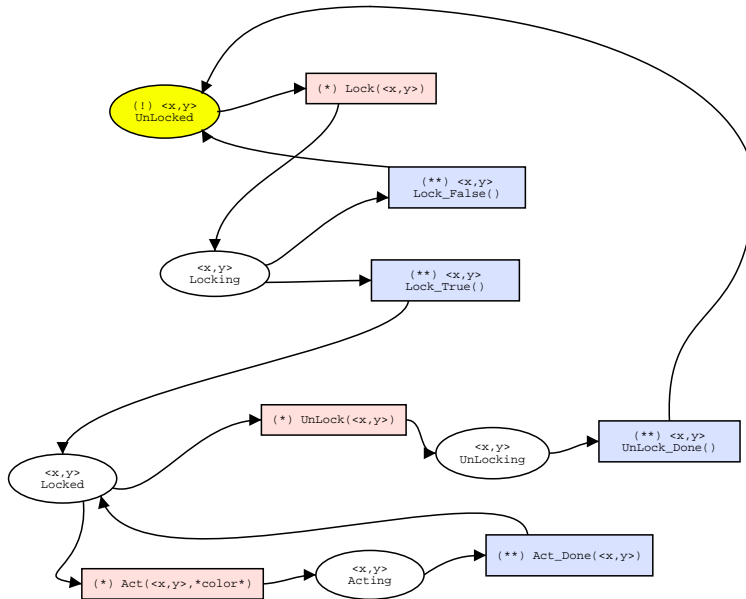 (*) Lock(<x,y>)
(!) <x,y>
UnLocked
(**) <x,y>
Lock_False()
<x,y>
Locking
(**) <x,y>
Lock_True()
(*) UnLock(<x,y>)
<x,y>
UnLocking
(**) <x,y>
UnLock_Done()
<x,y>
Locked
(**) Act_Done(<x,y>)
(*) Act(<x,y>,*color*)
<x,y>
Acting